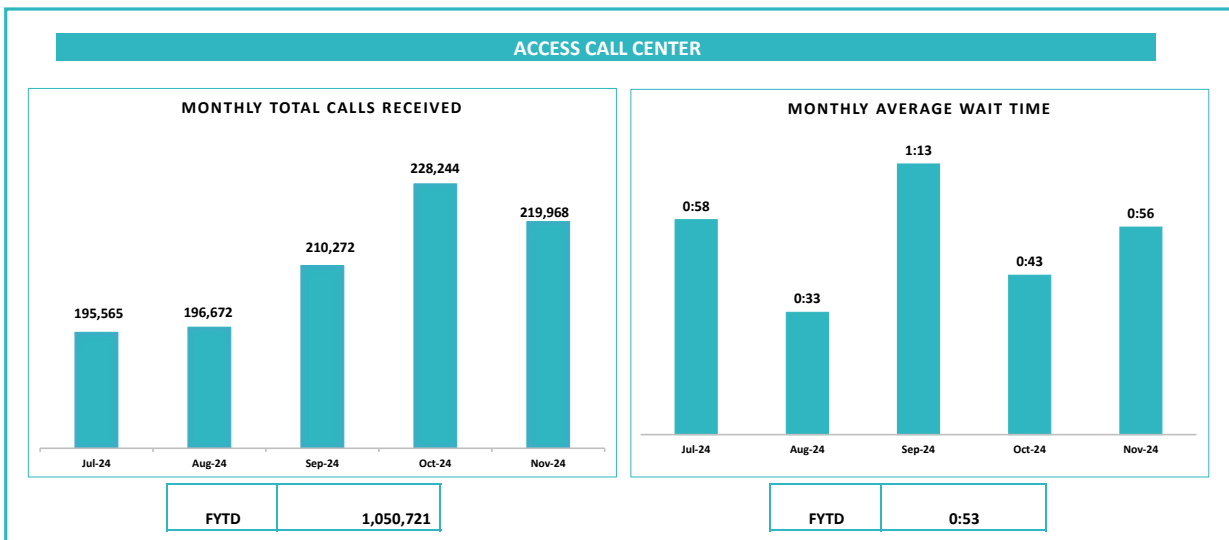 ACCESS CALL CENTER
MONTHLY TOTAL CALLS RECEIVED
195,565
196,672
210,272
228,244
219,968
Jul-24
Aug-24
Sep-24
Oct-24
Nov-24
FYTD
1,050,721
MONTHLY AVERAGE WAIT TIME
0:58
0:33
1:13
0:43
0:56
Jul-24
Aug-24
Sep-24
Oct-24
Nov-24
FYTD
0:53